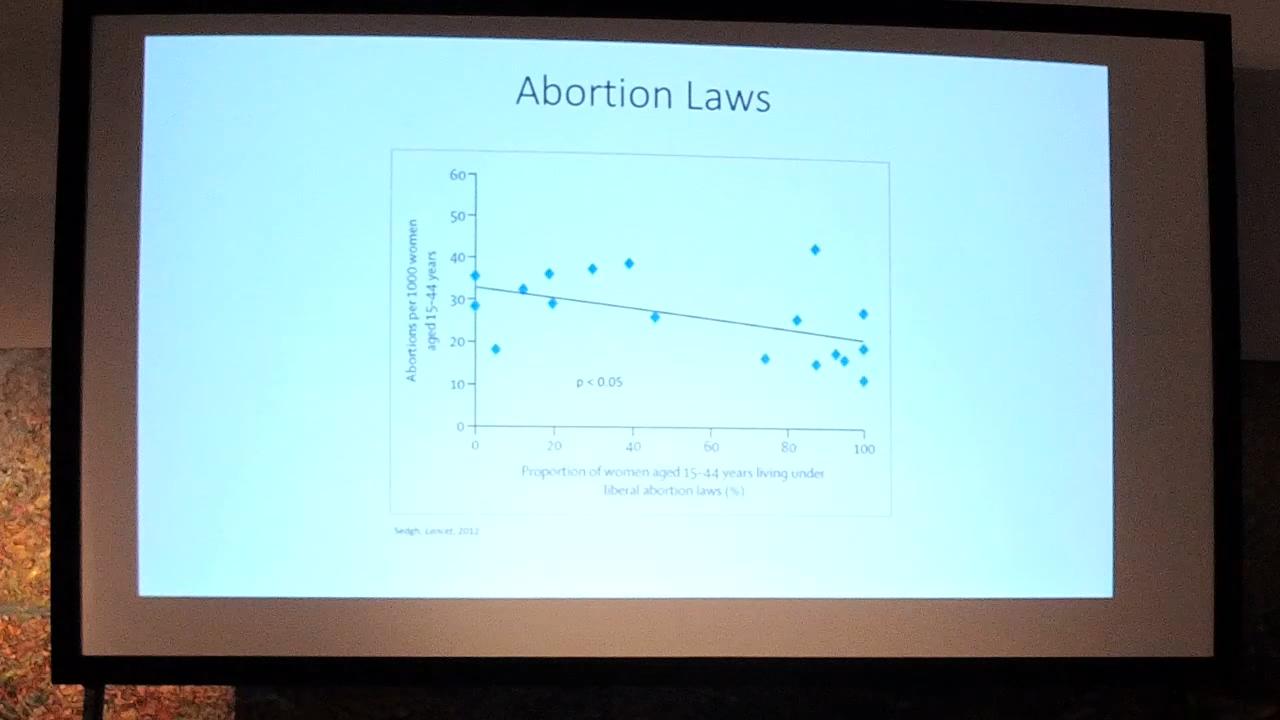 Abortion Laws
60
50
40
30
20
10
0
Abortions per 1000 women
aged 15–44 years
p < 0.05
0 20 40 60 80 100
Proportion of women aged 15–44 years living under
liberal abortion laws (%)
Sedgh, Lancet, 2012